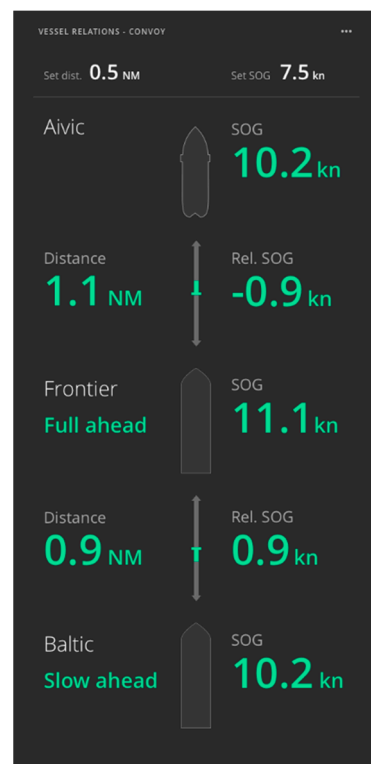 VESSEL RELATIONS - CONVOY
Set dist. 0.5 NM Set SOG 7.5 kn
Aivic SOG
10.2 kn
Distance Rel. SOG
1.1 NM -0.9 kn
Frontier SOG
Full ahead 11.1 kn
Distance Rel. SOG
0.9 NM 0.9 kn
Baltic SOG
Slow ahead 10.2 kn